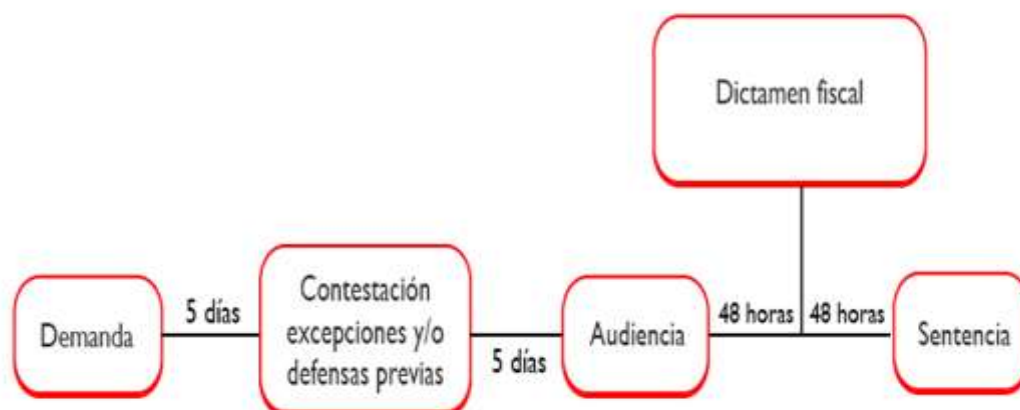 Dictamen fiscal
Demanda
5 días
Contestación
excepciones y/o
defensas previas
5 días
Audiencia
48 horas
48 horas
Sentencia